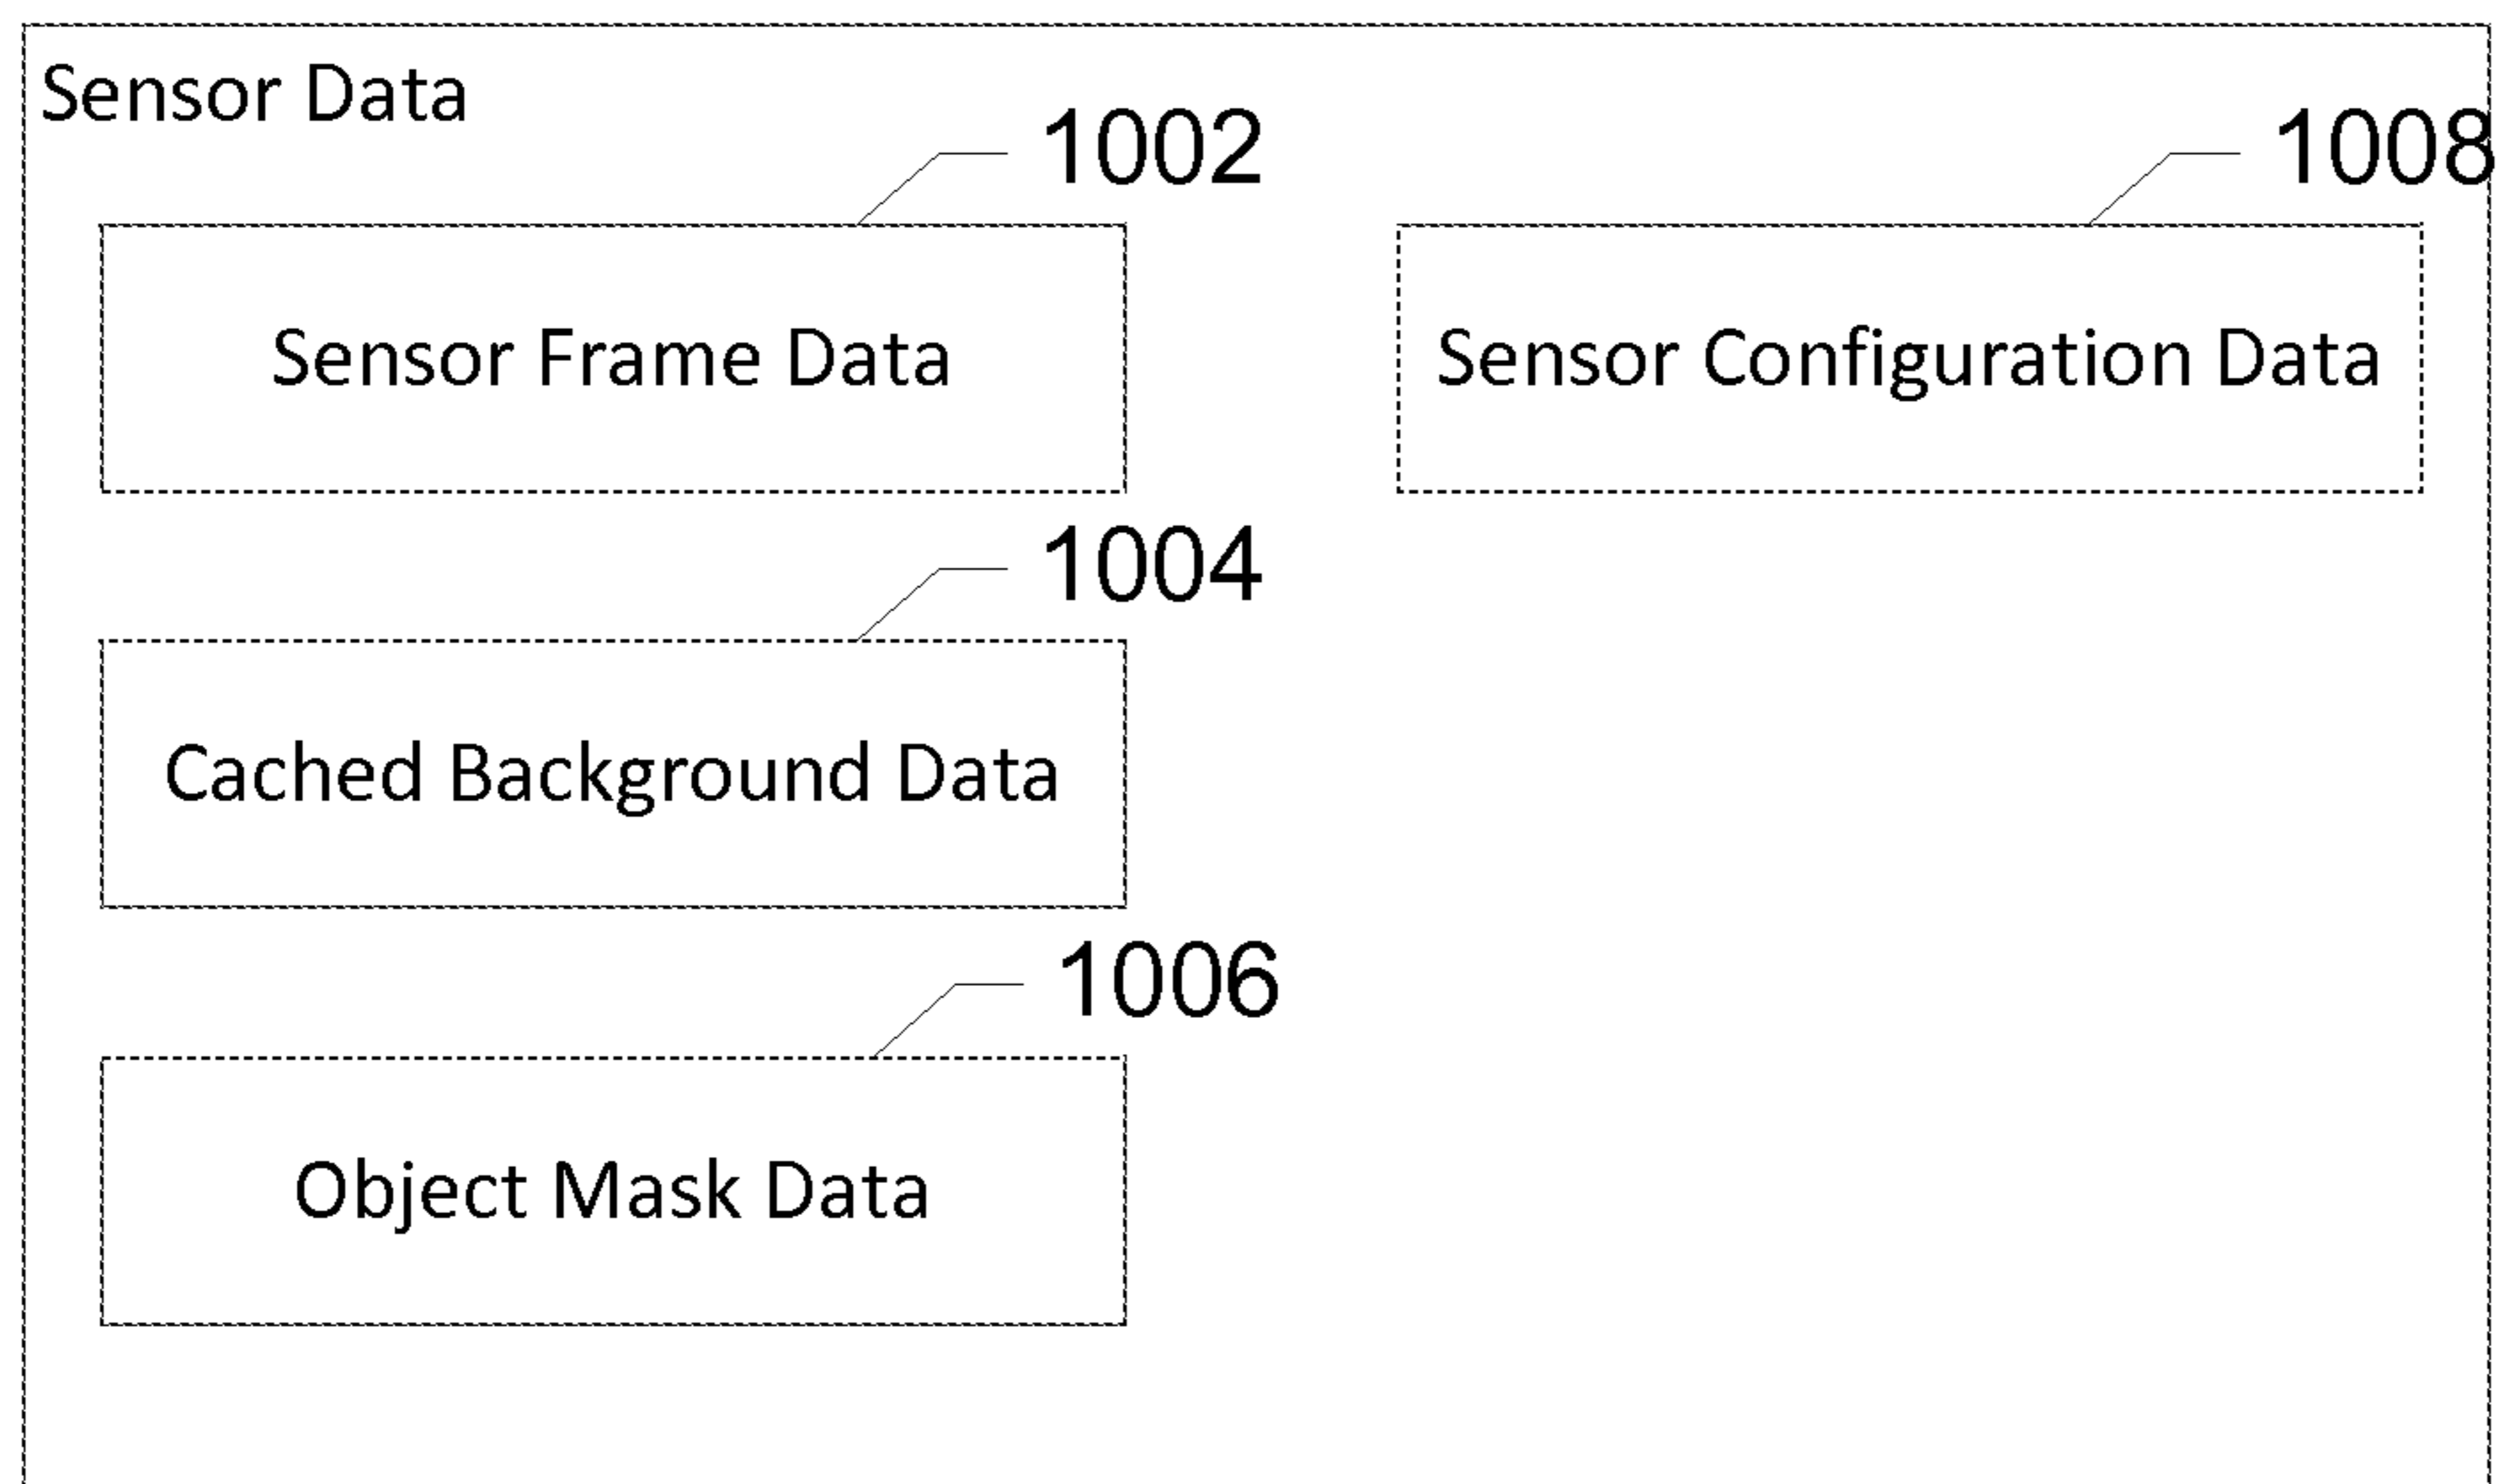 Sensor Data
1002
1008
Sensor Frame Data
Sensor Configuration Data
1004
Cached Background Data
1006
Object Mask Data